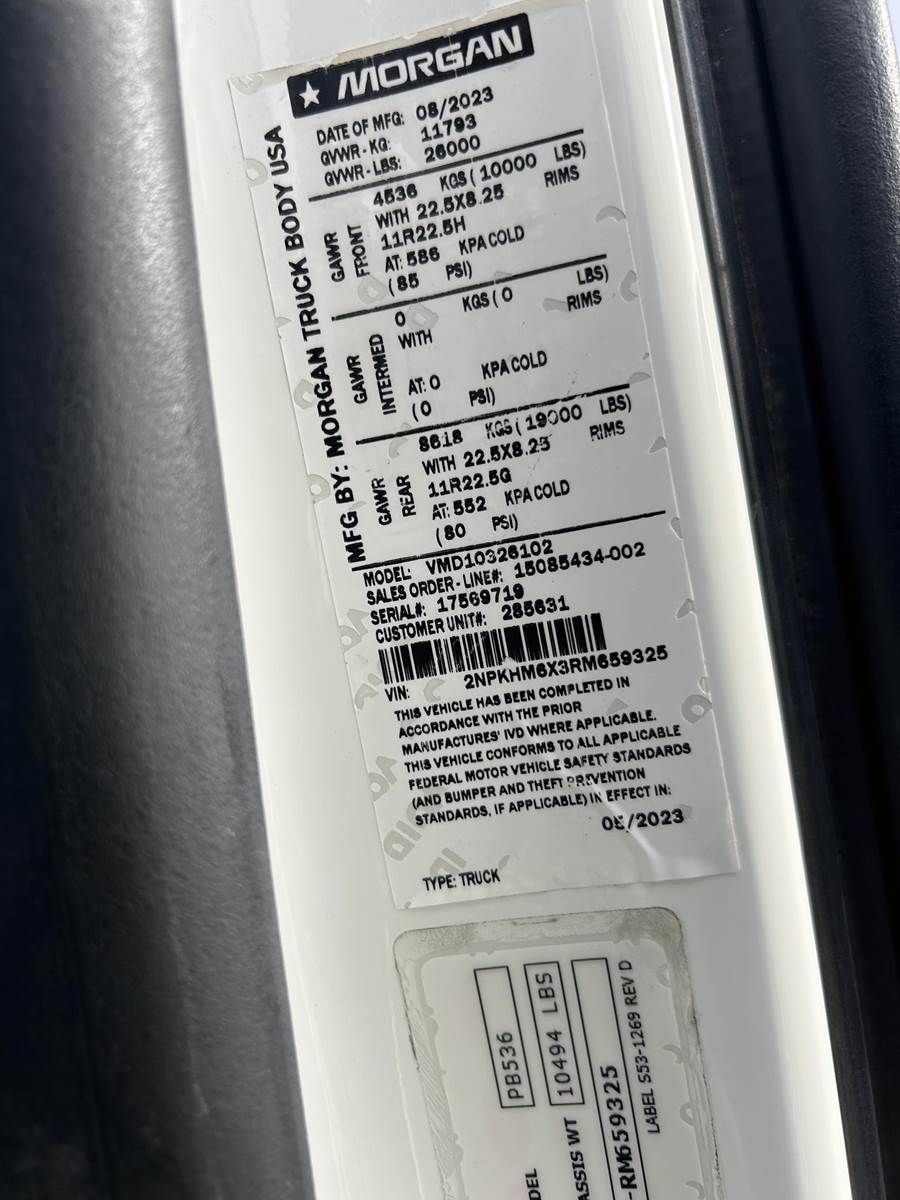 MORGAN
MFG BY: MORGAN TRUCK BODY USA
DATE OF MFG: 08/2023
GVWR-KG: 11793
GVWR-LBS: 26000
GAWR FRONT
4536 KGS (10000 LBS)
WITH 22.5X8.25 RIMS
11R22.5H
AT: 586 KPA COLD
(85 PSI)
GAWR INTERMED
0 KGS (0 LBS)
WITH RIMS
AT: 0 KPA COLD
(0 PSI)
GAWR REAR
8618 KGS (19000 LBS)
WITH 22.5X8.25 RIMS
11R22.5G
AT: 552 KPA COLD
(80 PSI)
MODEL: VMD10326102
SALES ORDER-LINE#: 15085434-002
SERIAL#: 17569719
CUSTOMER UNIT#: 285631
VIN: 2NPKHM6X3RM659325
THIS VEHICLE HAS BEEN COMPLETED IN
ACCORDANCE WITH THE PRIOR
MANUFACTURES' IVD WHERE APPLICABLE.
THIS VEHICLE CONFORMS TO ALL APPLICABLE
FEDERAL MOTOR VEHICLE SAFETY STANDARDS
(AND BUMPER AND THEFT PREVENTION
STANDARDS, IF APPLICABLE) IN EFFECT IN:
/2023
TYPE: TRUCK
DEL PB536
ASSIS WT 10494 LBS
-RM659325
LABEL S53-1269 REV D